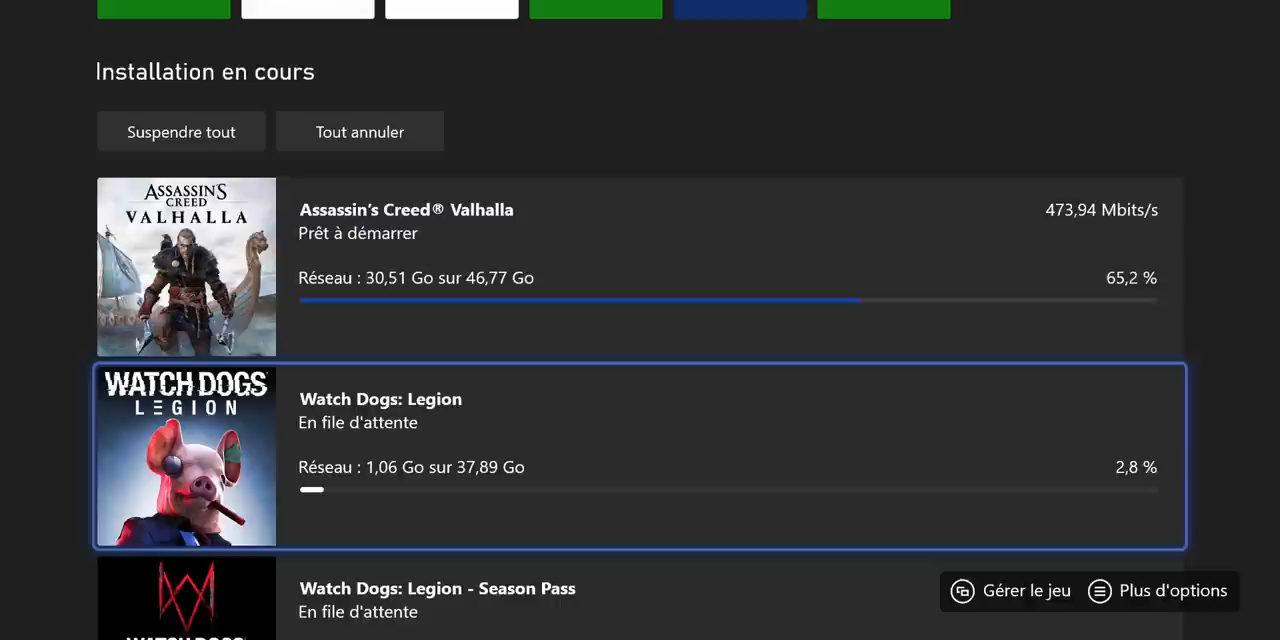 Installation en cours
Suspendre tout
Tout annuler
ASSASSIN'S
CREED
VALHALLA
Assassin's Creed® Valhalla
473,94 Mbits/s
Prêt à démarrer
Réseau : 30,51 Go sur 46,77 Go
65,2 %
WATCH DOGS
LEGION
Watch Dogs: Legion
En file d'attente
Réseau : 1,06 Go sur 37,89 Go
2,8 %
Watch Dogs: Legion - Season Pass
En file d'attente
WATCH DOGS
Gérer le jeu
Plus d'options